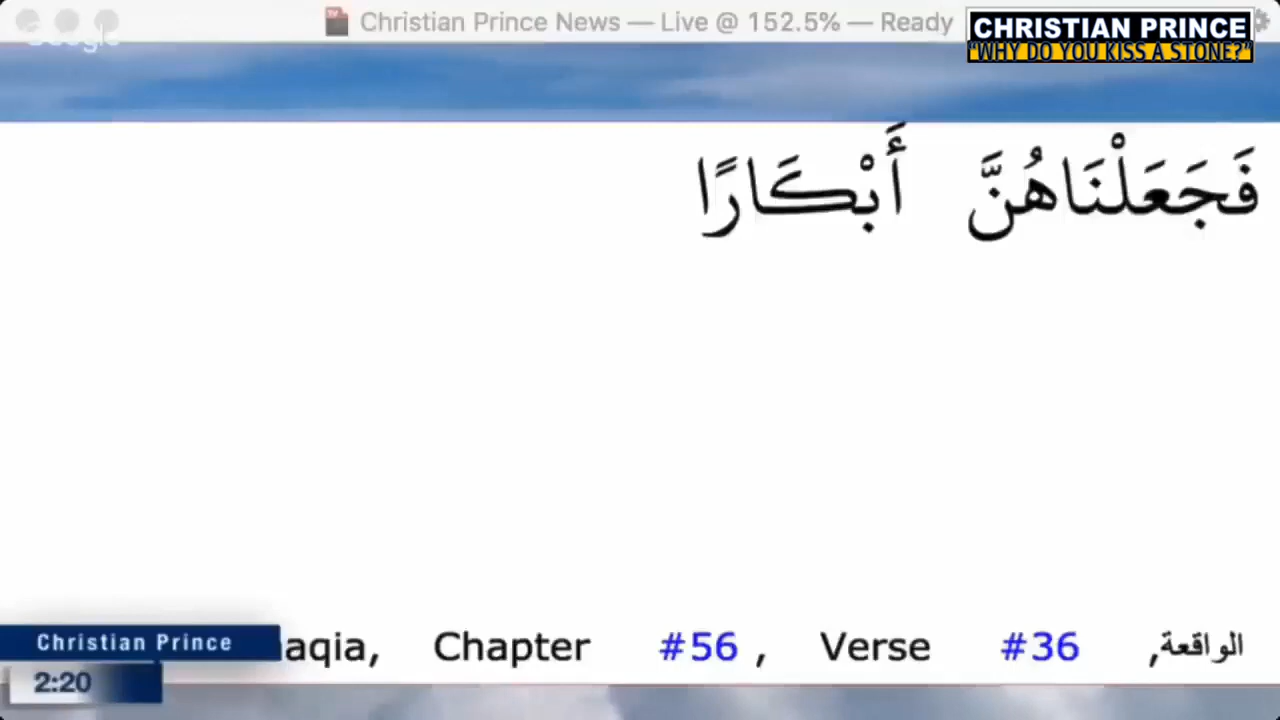 Christian Prince News — Live @ 152.5% — Ready
CHRISTIAN PRINCE
"WHY DO YOU KISS A STONE?"
Google
فَجَعَلْنَاهُنَّ أَبْكَارًا
Christian Prince
aqia, Chapter #56 , Verse #36 الواقعة,
2:20